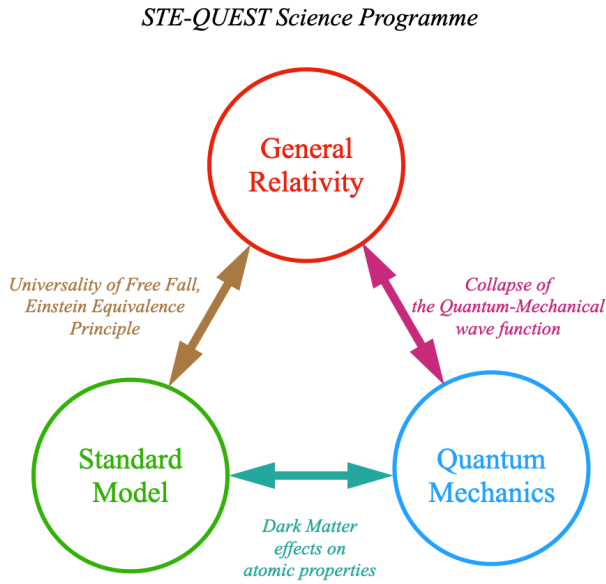 STE-QUEST Science Programme
General
Relativity
Universality of Free Fall,
Einstein Equivalence
Principle
Collapse of
the Quantum-Mechanical
wave function
Standard
Model
Quantum
Mechanics
Dark Matter
effects on
atomic properties